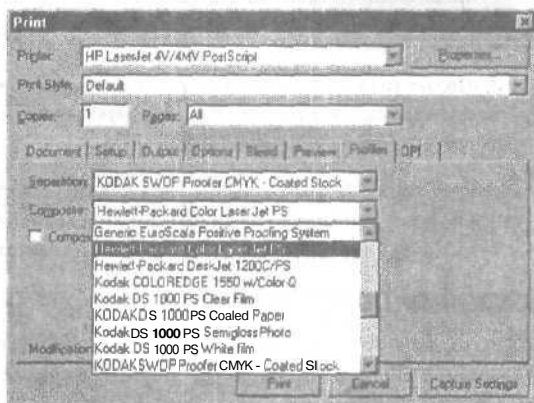 Print
Printer: HP LaserJet 4V/4MV PostScript Properties...
Print Style: Default
Copies: 1 Pages: All
Document Setup Output Options Bleed Preview Profiles OPI
Separation: KODAK SWOP Proofer CMYK - Coated Stock
Composite: Hewlett-Packard Color LaserJet PS
Compos
Generic EuroScale Positive Proofing System
Hewlett-Packard Color LaserJet PS
Hewlett-Packard DeskJet 1200C/PS
Kodak COLOREDGE 1550 w/Color-Q
Kodak DS 1000 PS Clear Film
KODAK DS 1000 PS Coated Paper
Kodak DS 1000 PS Semigloss Photo
Kodak DS 1000 PS White film
Modification
KODAK SWOP Proofer CMYK - Coated Stock
Print Cancel Capture Settings